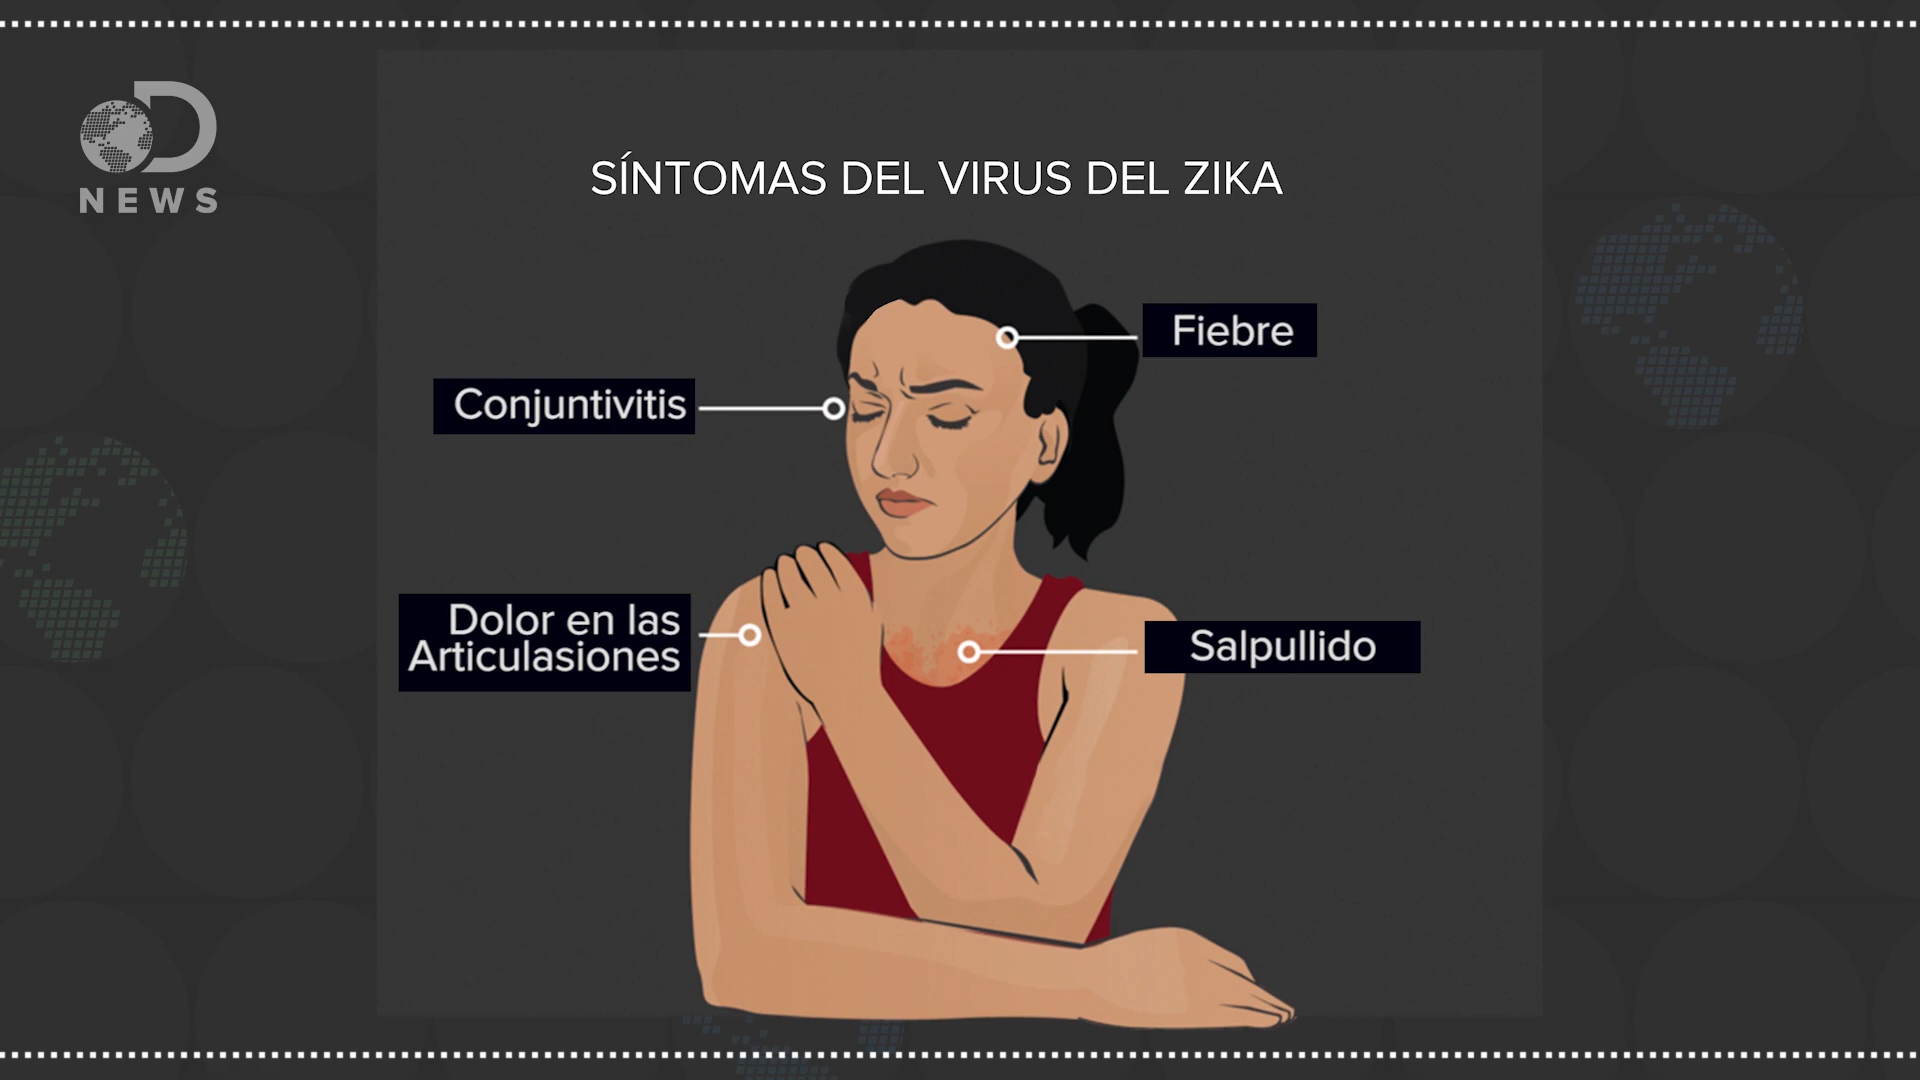 NEWS
SÍNTOMAS DEL VIRUS DEL ZIKA
Fiebre
Conjuntivitis
Dolor en las
Articulasiones
Salpullido